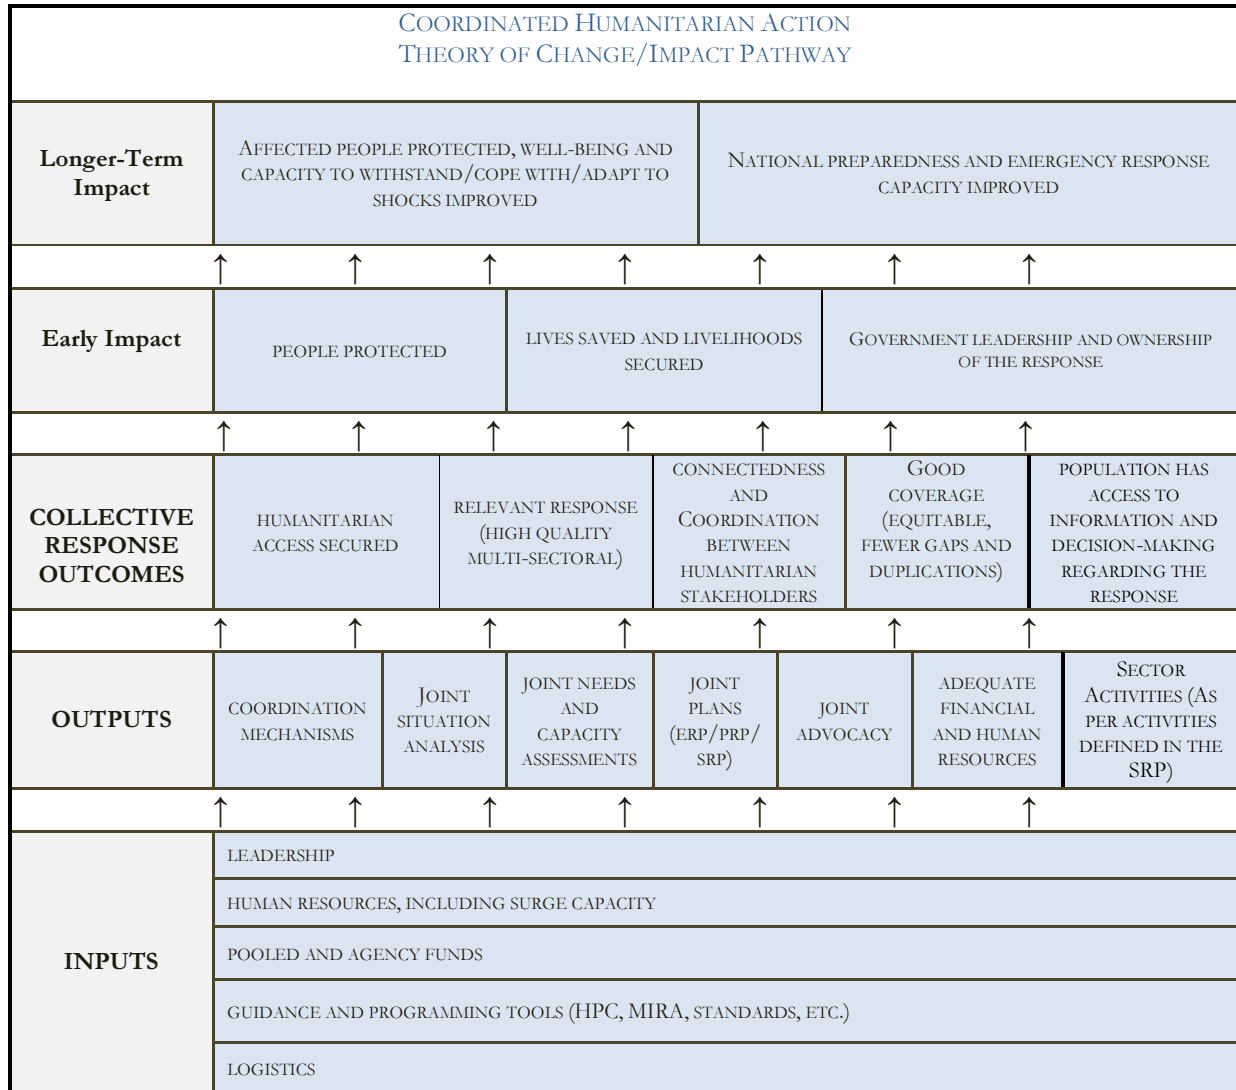 COORDINATED HUMANITARIAN ACTION
THEORY OF CHANGE/IMPACT PATHWAY
Longer-Term
Impact
AFFECTED PEOPLE PROTECTED, WELL-BEING AND
CAPACITY TO WITHSTAND/COPE WITH/ADAPT TO
SHOCKS IMPROVED
NATIONAL PREPAREDNESS AND EMERGENCY RESPONSE
CAPACITY IMPROVED
↑ ↑ ↑ ↑ ↑ ↑ ↑
Early Impact
PEOPLE PROTECTED
LIVES SAVED AND LIVELIHOODS
SECURED
GOVERNMENT LEADERSHIP AND OWNERSHIP
OF THE RESPONSE
↑ ↑ ↑ ↑ ↑ ↑ ↑
COLLECTIVE
RESPONSE
OUTCOMES
HUMANITARIAN
ACCESS SECURED
RELEVANT RESPONSE
(HIGH QUALITY
MULTI-SECTORAL)
CONNECTEDNESS
AND
COORDINATION
BETWEEN
HUMANITARIAN
STAKEHOLDERS
GOOD
COVERAGE
(EQUITABLE,
FEWER GAPS AND
DUPLICATIONS)
POPULATION HAS
ACCESS TO
INFORMATION AND
DECISION-MAKING
REGARDING THE
RESPONSE
↑ ↑ ↑ ↑ ↑ ↑ ↑
OUTPUTS
COORDINATION
MECHANISMS
JOINT
SITUATION
ANALYSIS
JOINT NEEDS
AND
CAPACITY
ASSESSMENTS
JOINT
PLANS
(ERP/PRP/
SRP)
JOINT
ADVOCACY
ADEQUATE
FINANCIAL
AND HUMAN
RESOURCES
SECTOR
ACTIVITIES (AS
PER ACTIVITIES
DEFINED IN THE
SRP)
↑ ↑ ↑ ↑ ↑ ↑ ↑
INPUTS
LEADERSHIP
HUMAN RESOURCES, INCLUDING SURGE CAPACITY
POOLED AND AGENCY FUNDS
GUIDANCE AND PROGRAMMING TOOLS (HPC, MIRA, STANDARDS, ETC.)
LOGISTICS